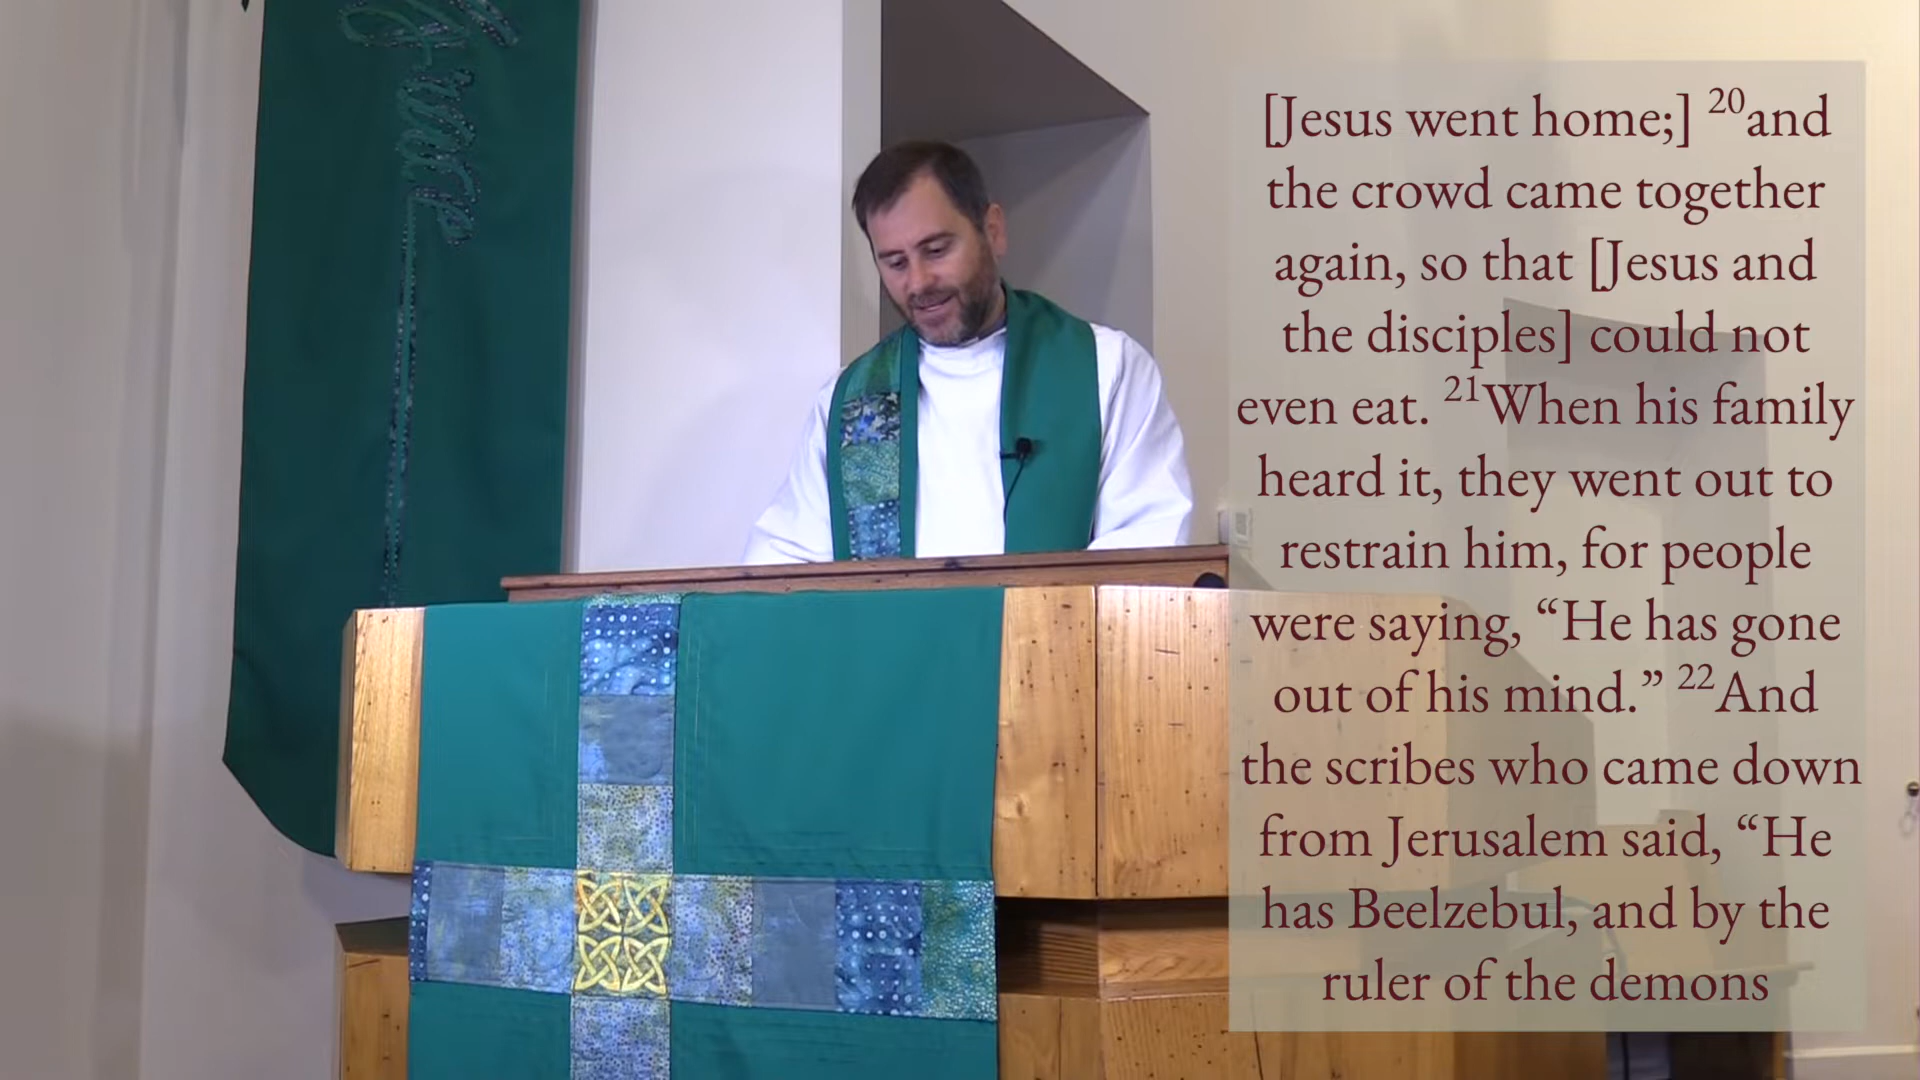 Grace
[Jesus went home;] 20and
the crowd came together
again, so that [Jesus and
the disciples] could not
even eat. 21When his family
heard it, they went out to
restrain him, for people
were saying, “He has gone
out of his mind.” 22And
the scribes who came down
from Jerusalem said, “He
has Beelzebul, and by the
ruler of the demons